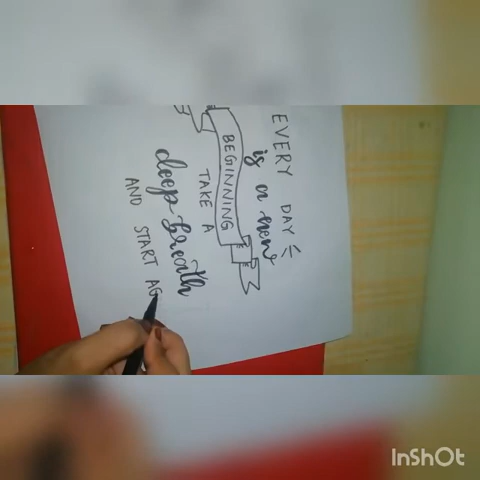 EVERY DAY
is a new
BEGINNING
TAKE A
deep breath
AND START AG
InShOt